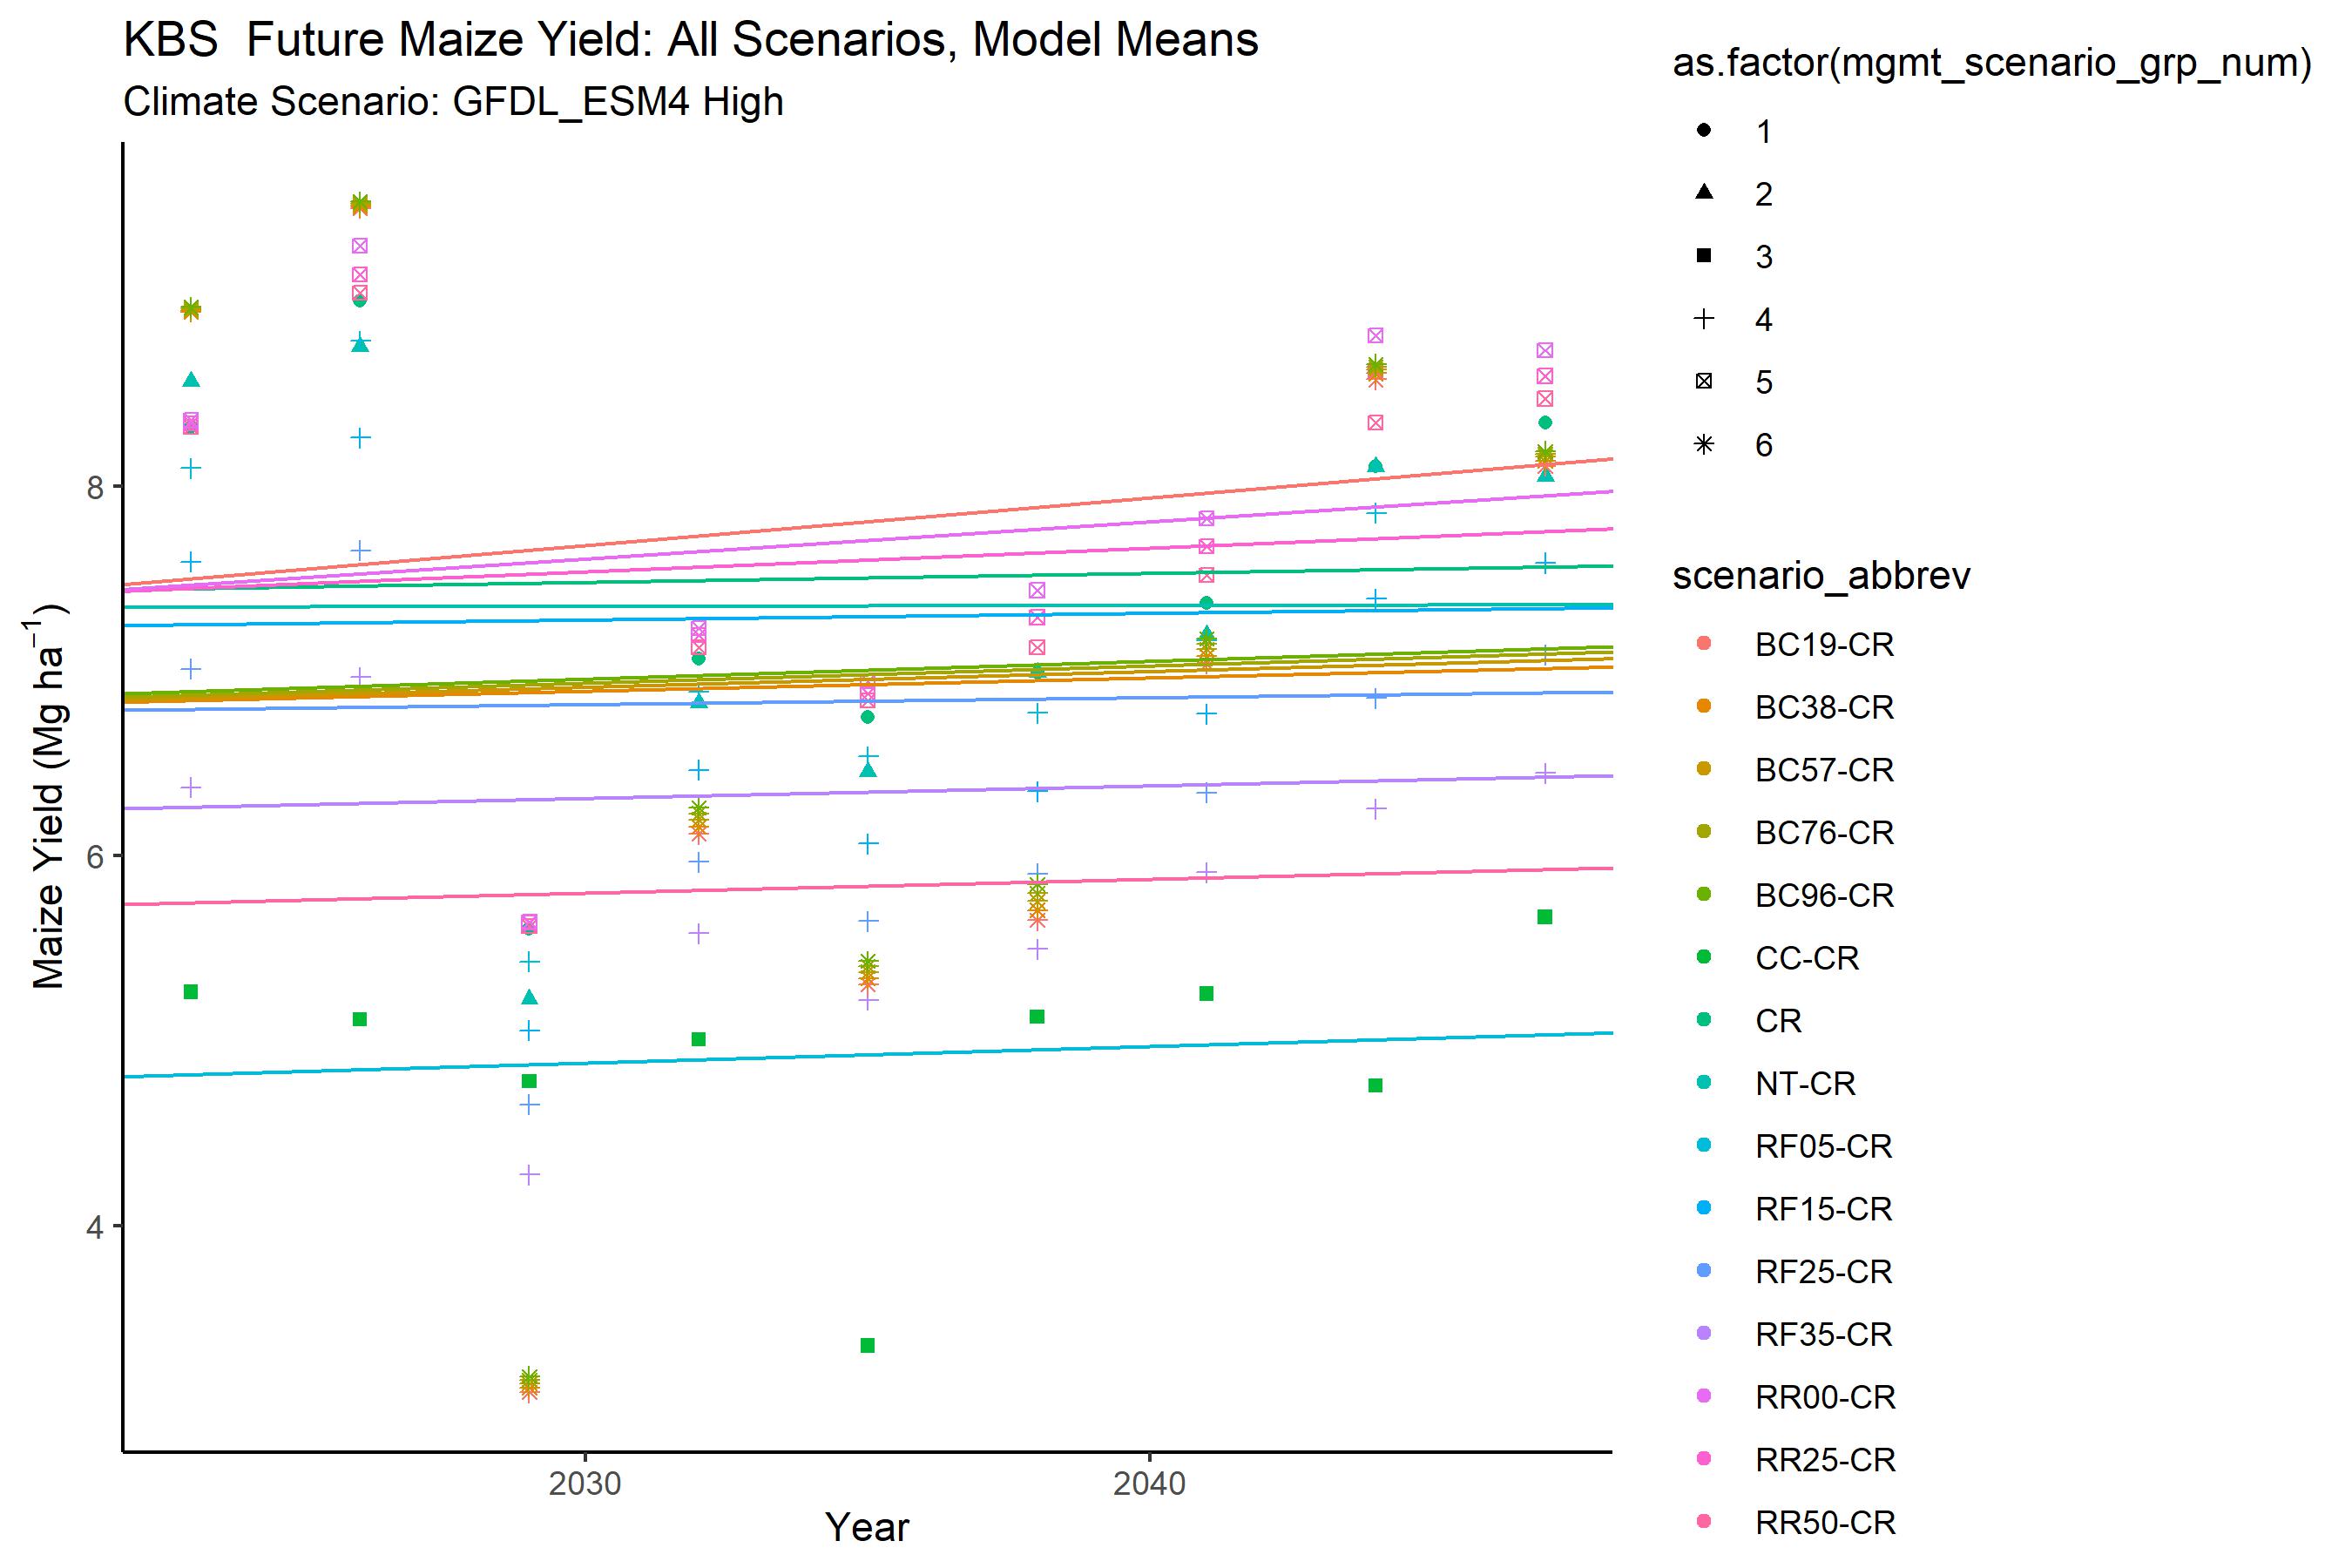 KBS  Future Maize Yield: All Scenarios, Model Means
Climate Scenario: GFDL_ESM4 High
Maize Yield (Mg ha⁻¹)
8
6
4
2030
2040
Year
as.factor(mgmt_scenario_grp_num)
1
2
3
4
5
6
scenario_abbrev
BC19-CR
BC38-CR
BC57-CR
BC76-CR
BC96-CR
CC-CR
CR
NT-CR
RF05-CR
RF15-CR
RF25-CR
RF35-CR
RR00-CR
RR25-CR
RR50-CR